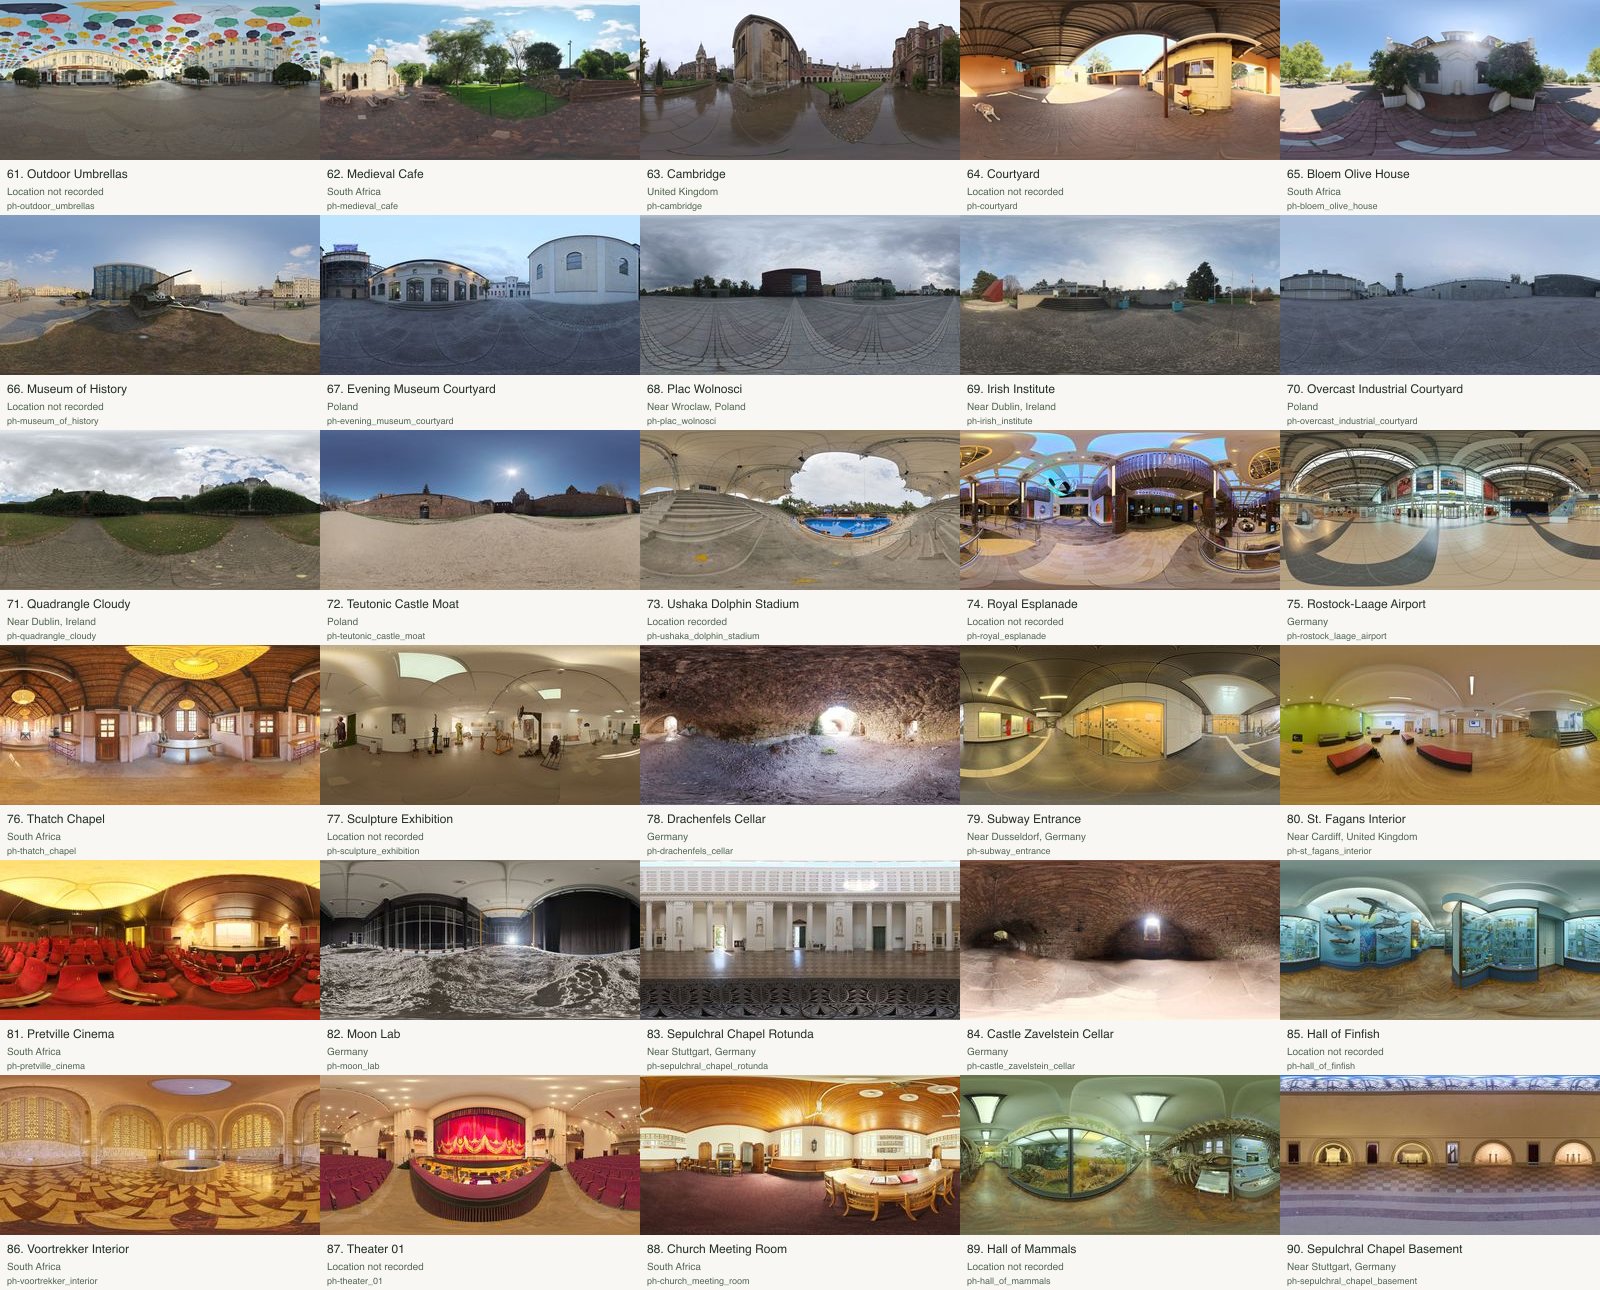 61. Outdoor Umbrellas
Location not recorded
ph-outdoor_umbrellas
62. Medieval Cafe
South Africa
ph-medieval_cafe
63. Cambridge
United Kingdom
ph-cambridge
64. Courtyard
Location not recorded
ph-courtyard
65. Bloem Olive House
South Africa
ph-bloem_olive_house
66. Museum of History
Location not recorded
ph-museum_of_history
67. Evening Museum Courtyard
Poland
ph-evening_museum_courtyard
68. Plac Wolnosci
Near Wroclaw, Poland
ph-plac_wolnosci
69. Irish Institute
Near Dublin, Ireland
ph-irish_institute
70. Overcast Industrial Courtyard
Poland
ph-overcast_industrial_courtyard
71. Quadrangle Cloudy
Near Dublin, Ireland
ph-quadrangle_cloudy
72. Teutonic Castle Moat
Poland
ph-teutonic_castle_moat
73. Ushaka Dolphin Stadium
Location recorded
ph-ushaka_dolphin_stadium
74. Royal Esplanade
Location not recorded
ph-royal_esplanade
75. Rostock-Laage Airport
Germany
ph-rostock_laage_airport
76. Thatch Chapel
South Africa
ph-thatch_chapel
77. Sculpture Exhibition
Location not recorded
ph-sculpture_exhibition
78. Drachenfels Cellar
Germany
ph-drachenfels_cellar
79. Subway Entrance
Near Dusseldorf, Germany
ph-subway_entrance
80. St. Fagans Interior
Near Cardiff, United Kingdom
ph-st_fagans_interior
81. Pretville Cinema
South Africa
ph-pretville_cinema
82. Moon Lab
Germany
ph-moon_lab
83. Sepulchral Chapel Rotunda
Near Stuttgart, Germany
ph-sepulchral_chapel_rotunda
84. Castle Zavelstein Cellar
Germany
ph-castle_zavelstein_cellar
85. Hall of Finfish
Location not recorded
ph-hall_of_finfish
86. Voortrekker Interior
South Africa
ph-voortrekker_interior
87. Theater 01
Location not recorded
ph-theater_01
88. Church Meeting Room
South Africa
ph-church_meeting_room
89. Hall of Mammals
Location not recorded
ph-hall_of_mammals
90. Sepulchral Chapel Basement
Near Stuttgart, Germany
ph-sepulchral_chapel_basement